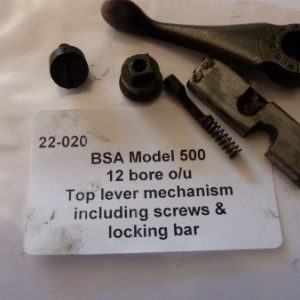 22-020
BSA Model 500
12 bore o/u
Top lever mechanism
including screws &
locking bar